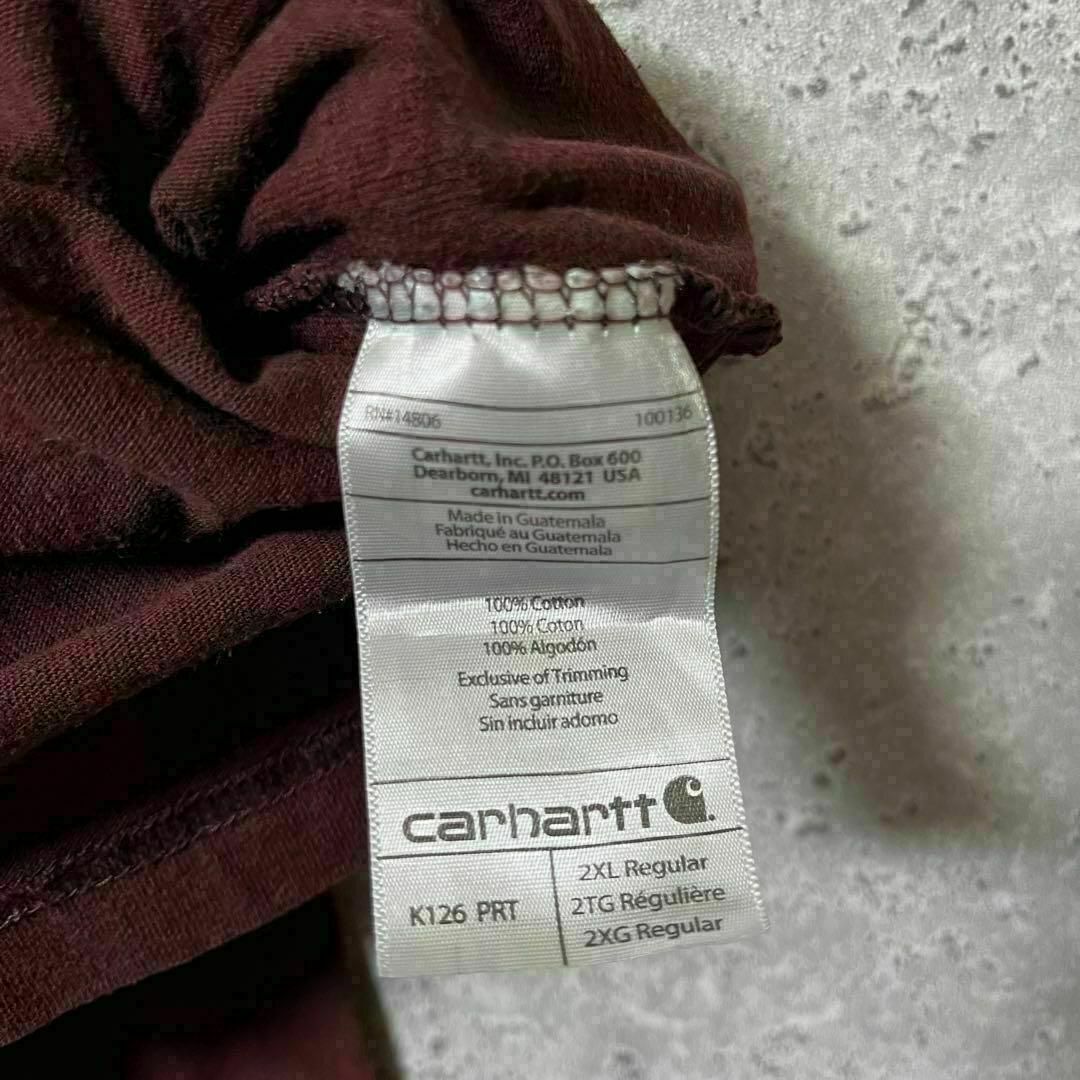 RN#14806 100136
Carhartt, Inc. P.O. Box 600
Dearborn, MI 48121 USA
carhartt.com
Made in Guatemala
Fabriqué au Guatemala
Hecho en Guatemala
100% Cotton
100% Coton
100% Algodón
Exclusive of Trimming
Sans garniture
Sin incluir adorno
carhartt
K126 PRT
2XL Regular
2TG Régulière
2XG Regular